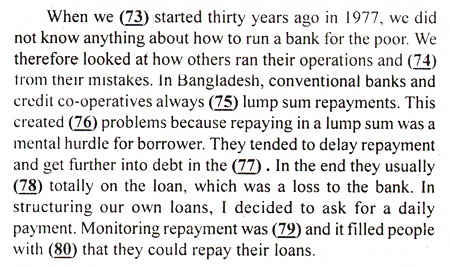 When we (73) started thirty years ago in 1977, we did
not know anything about how to run a bank for the poor. We
therefore looked at how others ran their operations and (74)
from their mistakes. In Bangladesh, conventional banks and
credit co-operatives always (75) lump sum repayments. This
created (76) problems because repaying in a lump sum was a
mental hurdle for borrower. They tended to delay repayment
and get further into debt in the (77) . In the end they usually
(78) totally on the loan, which was a loss to the bank. In
structuring our own loans, I decided to ask for a daily
payment. Monitoring repayment was (79) and it filled people
with (80) that they could repay their loans.